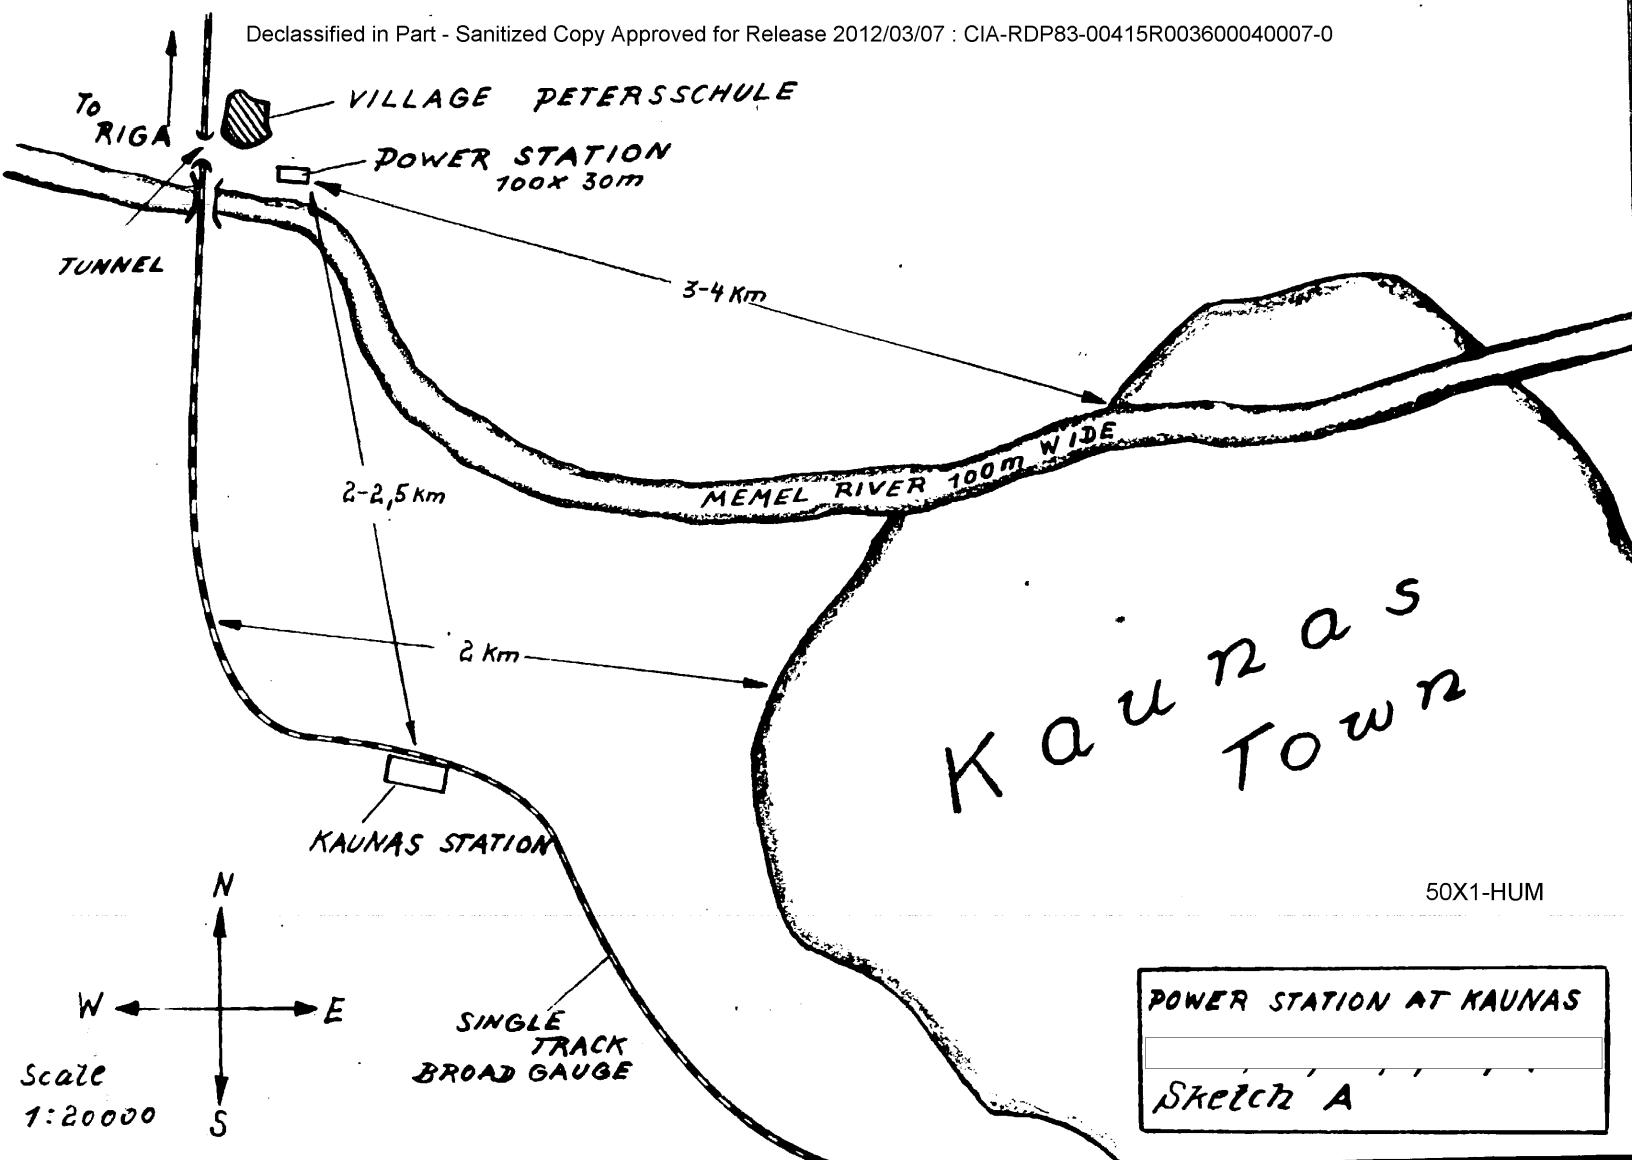 Declassified in Part - Sanitized Copy Approved for Release 2012/03/07 : CIA-RDP83-00415R003600040007-0
To
RIGA
VILLAGE PETERSSCHULE
POWER STATION
100x 30m
TUNNEL
3-4 Km
2-2,5 Km
MEMEL RIVER 100m WIDE
2 Km
Kaunas
Town
KAUNAS STATION
N
W E
S
Scale
1:20000
SINGLE
TRACK
BROAD GAUGE
50X1-HUM
POWER STATION AT KAUNAS
Sketch A